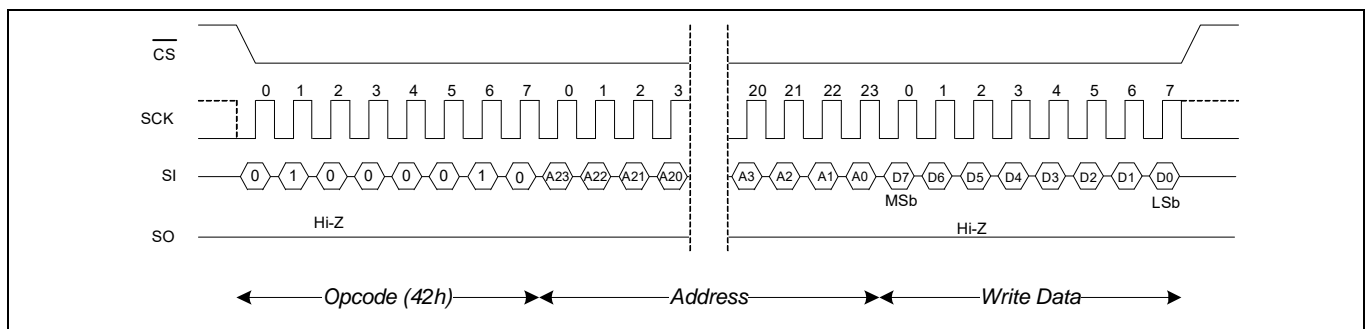 CS
0 1 2 3 4 5 6 7 0 1 2 3 20 21 22 23 0 1 2 3 4 5 6 7
SCK
SI 0 1 0 0 0 0 1 0 A23 A22 A21 A20 A3 A2 A1 A0 D7 D6 D5 D4 D3 D2 D1 D0
MSb LSb
Hi-Z Hi-Z
SO
Opcode (42h) Address Write Data